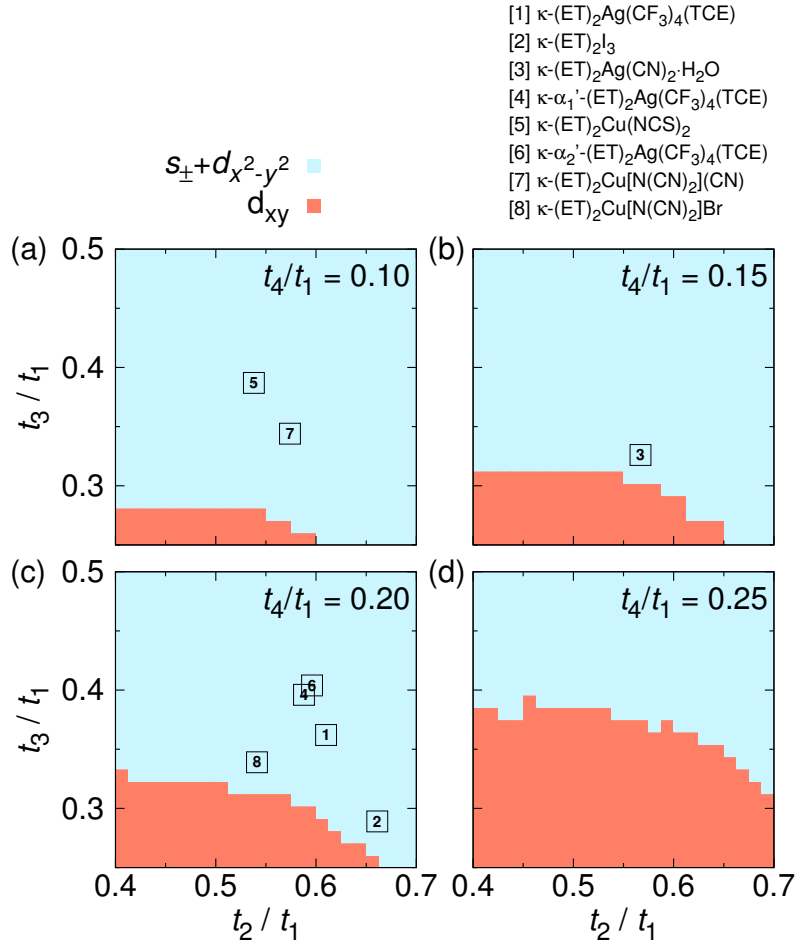 [1] κ-(ET)₂Ag(CF₃)₄(TCE)
[2] κ-(ET)₂I₃
[3] κ-(ET)₂Ag(CN)₂·H₂O
[4] κ-α₁'-(ET)₂Ag(CF₃)₄(TCE)
[5] κ-(ET)₂Cu(NCS)₂
[6] κ-α₂'-(ET)₂Ag(CF₃)₄(TCE)
[7] κ-(ET)₂Cu[N(CN)₂](CN)
[8] κ-(ET)₂Cu[N(CN)₂]Br
s±+dx²-y²
dxy
(a)
t₄/t₁ = 0.10
0.5
0.4
0.3
t₃ / t₁
5
7
(b)
t₄/t₁ = 0.15
3
(c)
t₄/t₁ = 0.20
0.5
0.4
0.3
t₃ / t₁
6
4
1
8
2
0.4 0.5 0.6 0.7
t₂ / t₁
(d)
t₄/t₁ = 0.25
0.4 0.5 0.6 0.7
t₂ / t₁